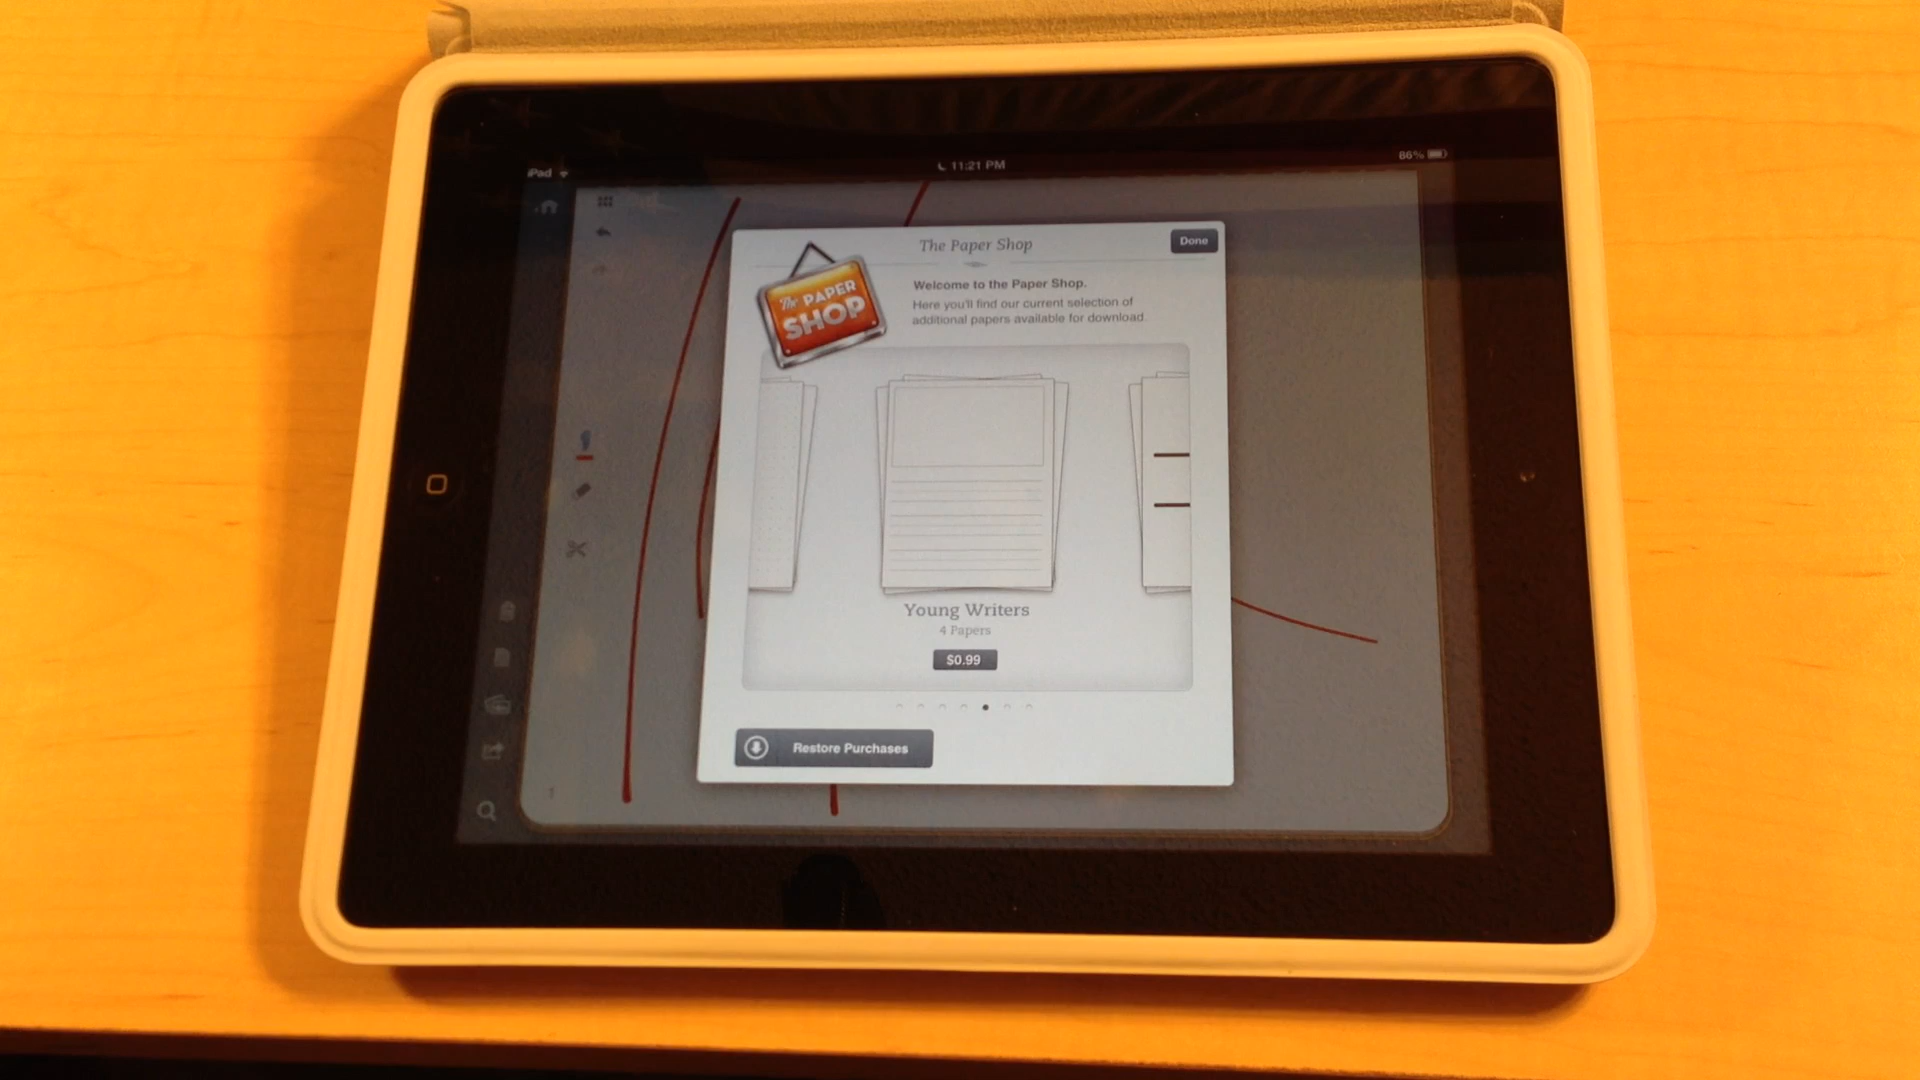 iPad
11:21 PM
86%
The Paper Shop
Done
The PAPER
SHOP
Welcome to the Paper Shop.
Here you'll find our current selection of
additional papers available for download.
Young Writers
4 Papers
$0.99
Restore Purchases
1